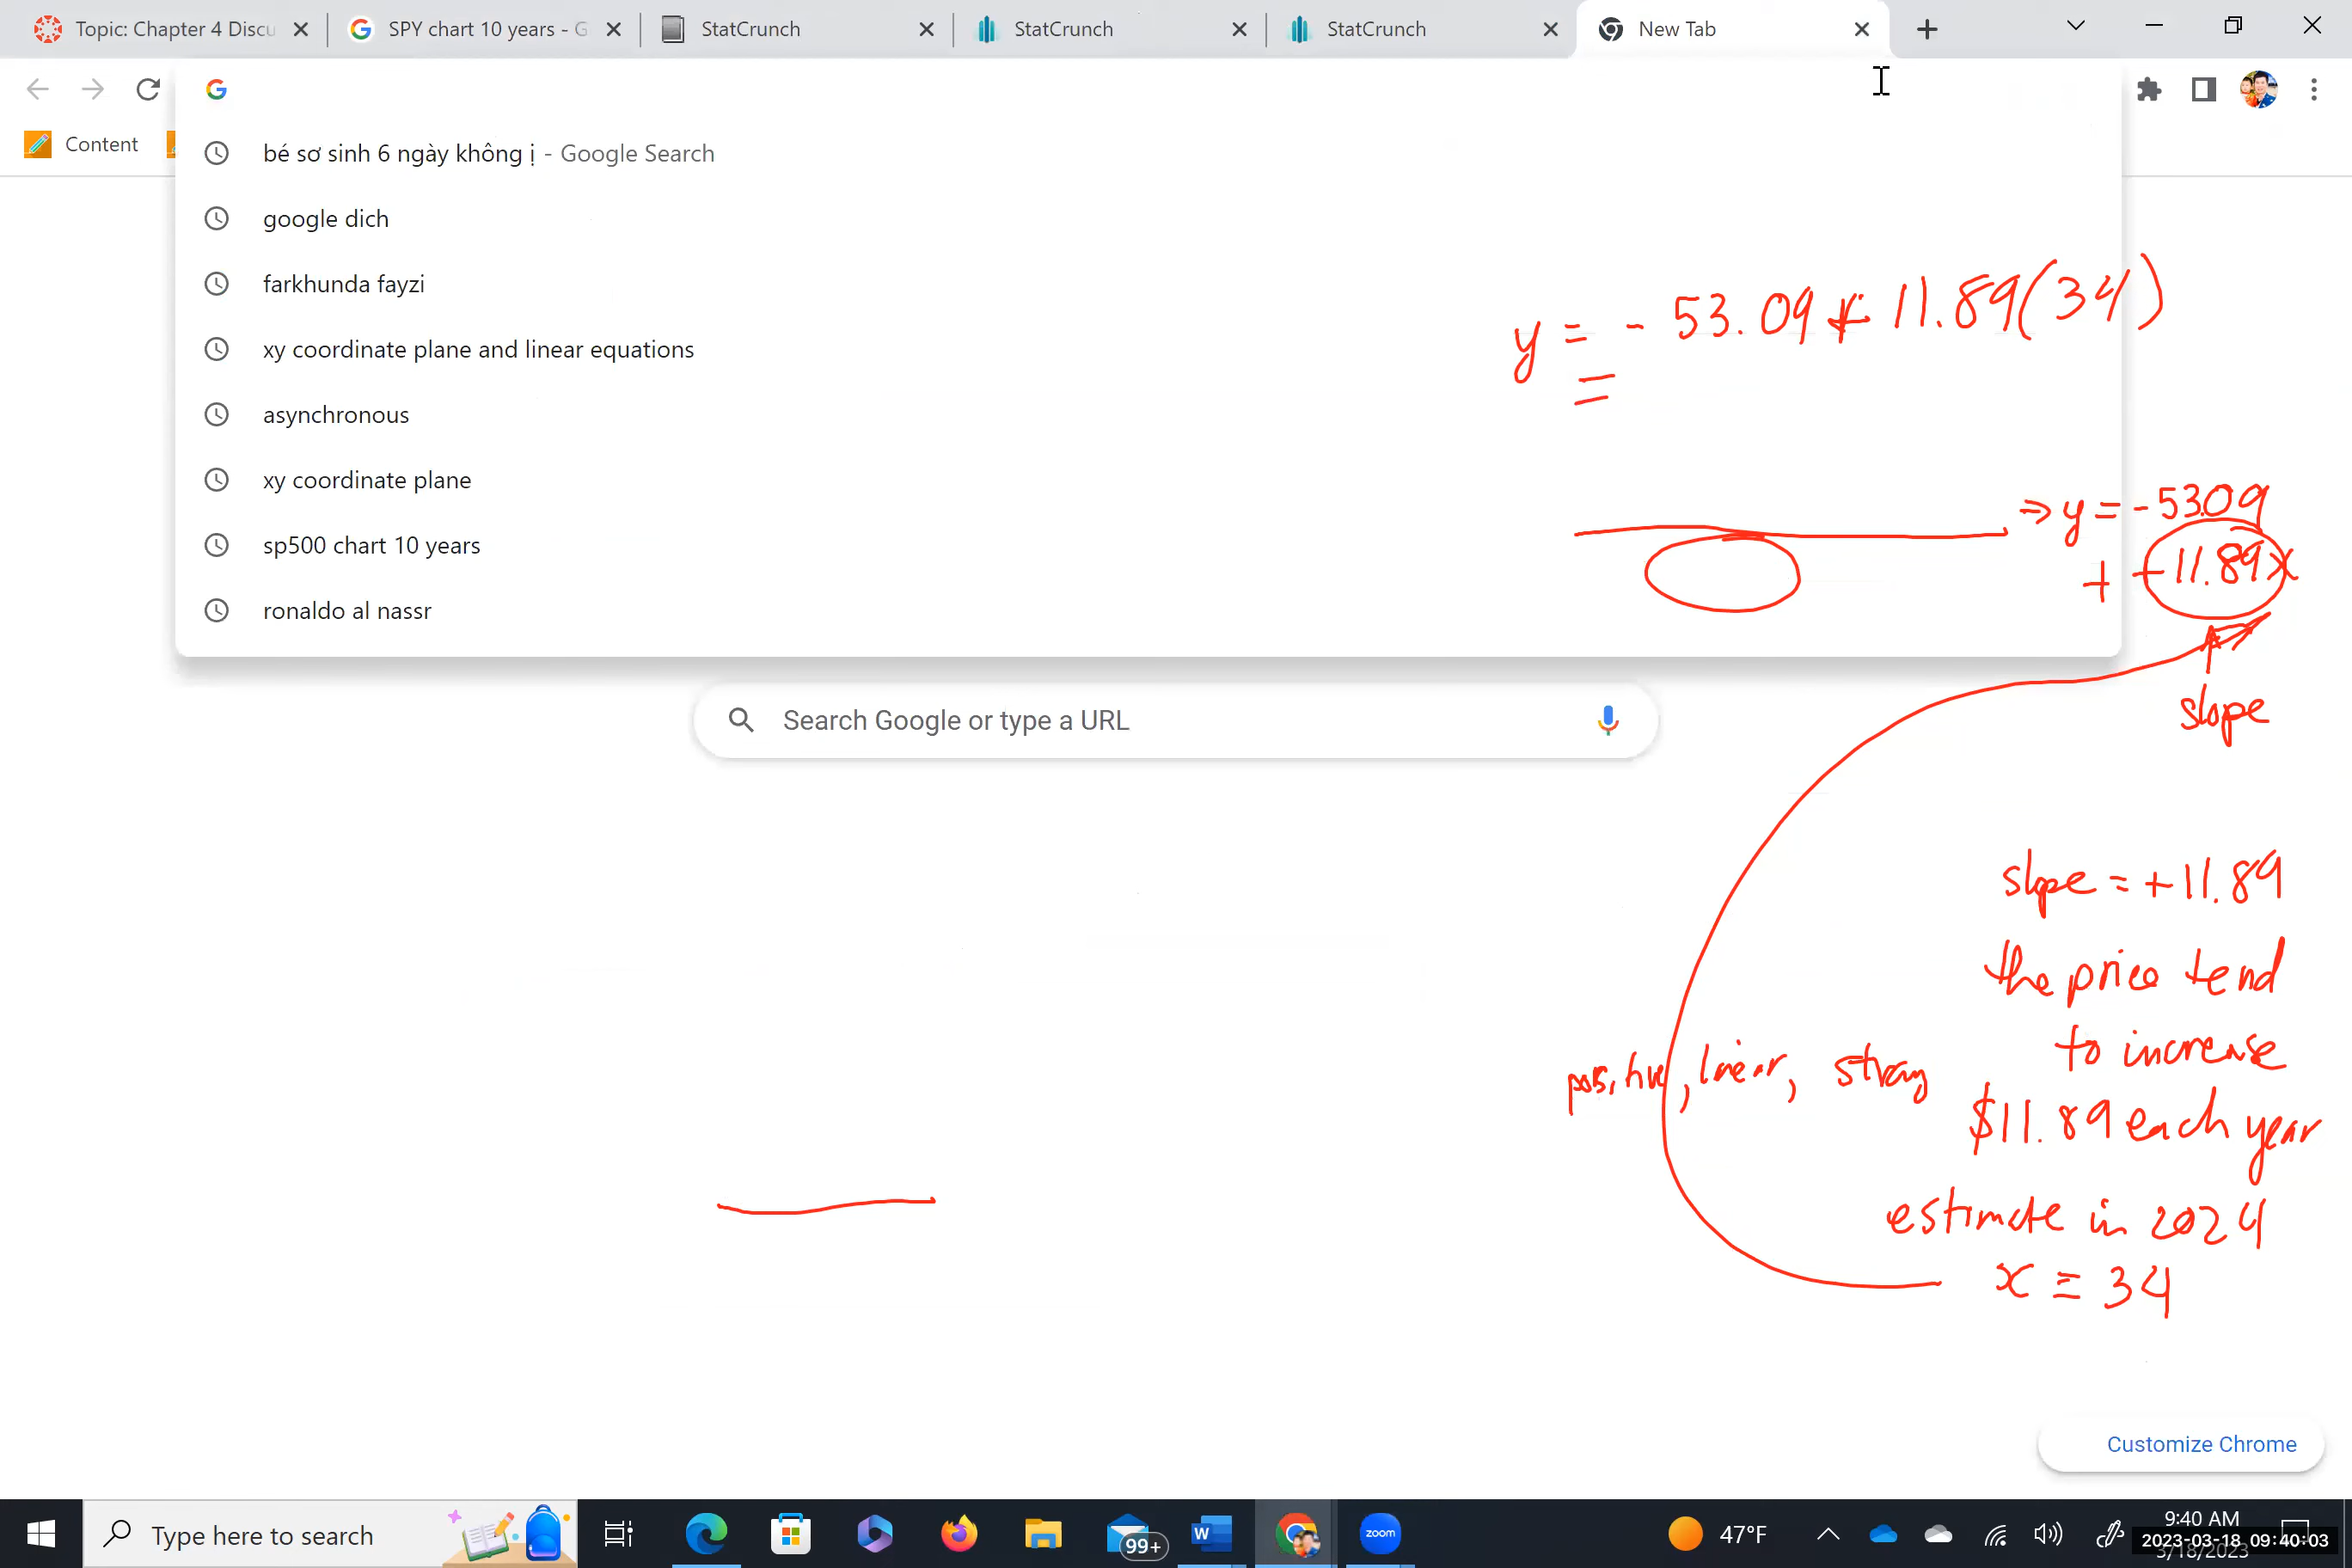 Topic: Chapter 4 Discu
SPY chart 10 years - G
StatCrunch
StatCrunch
StatCrunch
New Tab
Content
bé sơ sinh 6 ngày không ị - Google Search
google dich
farkhunda fayzi
xy coordinate plane and linear equations
asynchronous
xy coordinate plane
sp500 chart 10 years
ronaldo al nassr
y = - 53.09 + 11.89(34)
=
⇒ y = - 53.09
+ 11.89x
slope
Search Google or type a URL
slope = +11.89
the price tend
to increase
positive, linear, strong
$11.89 each year
estimate in 2024
x = 34
Customize Chrome
Type here to search
99+
W
zoom
47°F
9:40 AM
2023-03-18 09:40:03
3/18/2023